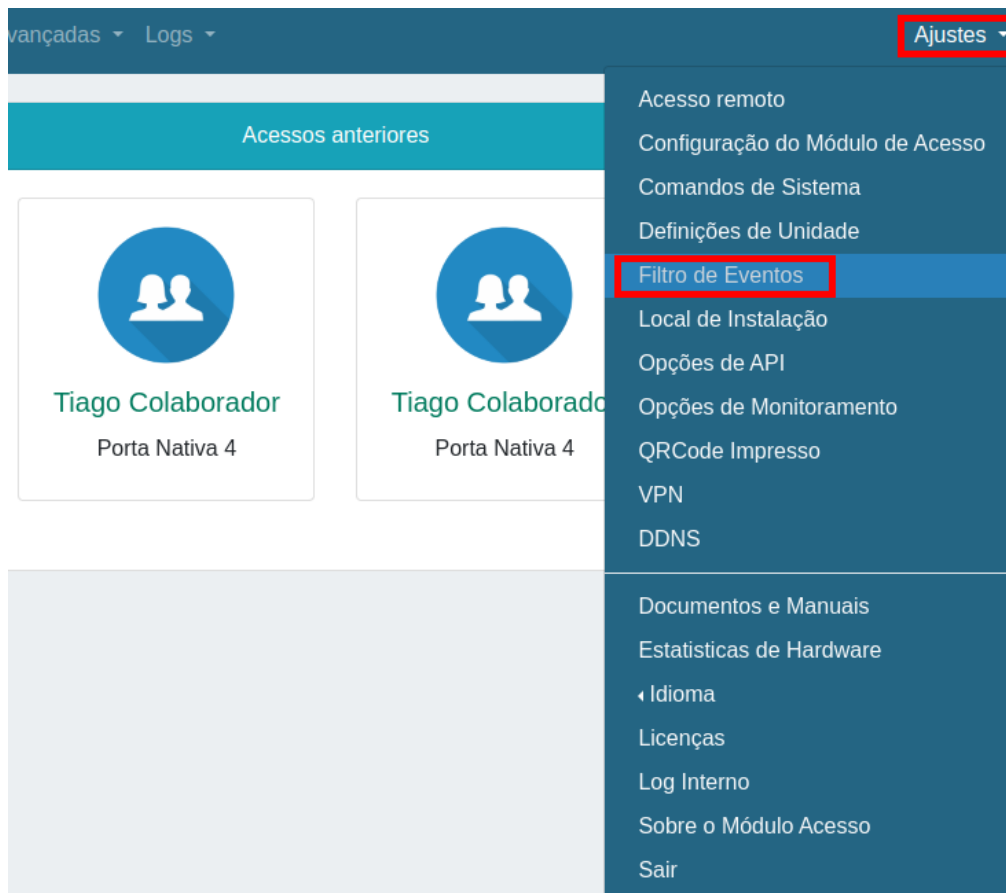 vançadas Logs Ajustes
Acessos anteriores
Tiago Colaborador
Porta Nativa 4
Tiago Colaborado
Porta Nativa 4
Acesso remoto
Configuração do Módulo de Acesso
Comandos de Sistema
Definições de Unidade
Filtro de Eventos
Local de Instalação
Opções de API
Opções de Monitoramento
QRCode Impresso
VPN
DDNS
Documentos e Manuais
Estatisticas de Hardware
Idioma
Licenças
Log Interno
Sobre o Módulo Acesso
Sair